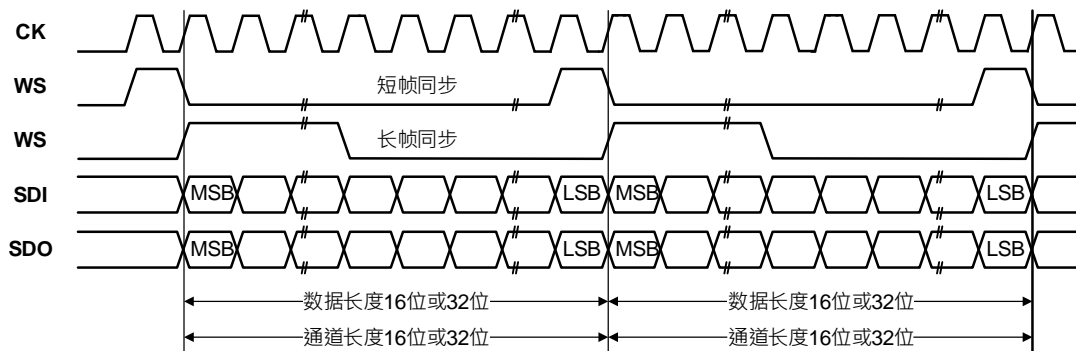 CK
WS
短帧同步
WS
长帧同步
SDI
MSB
LSB
MSB
LSB
SDO
MSB
LSB
MSB
LSB
数据长度16位或32位
数据长度16位或32位
通道长度16位或32位
通道长度16位或32位